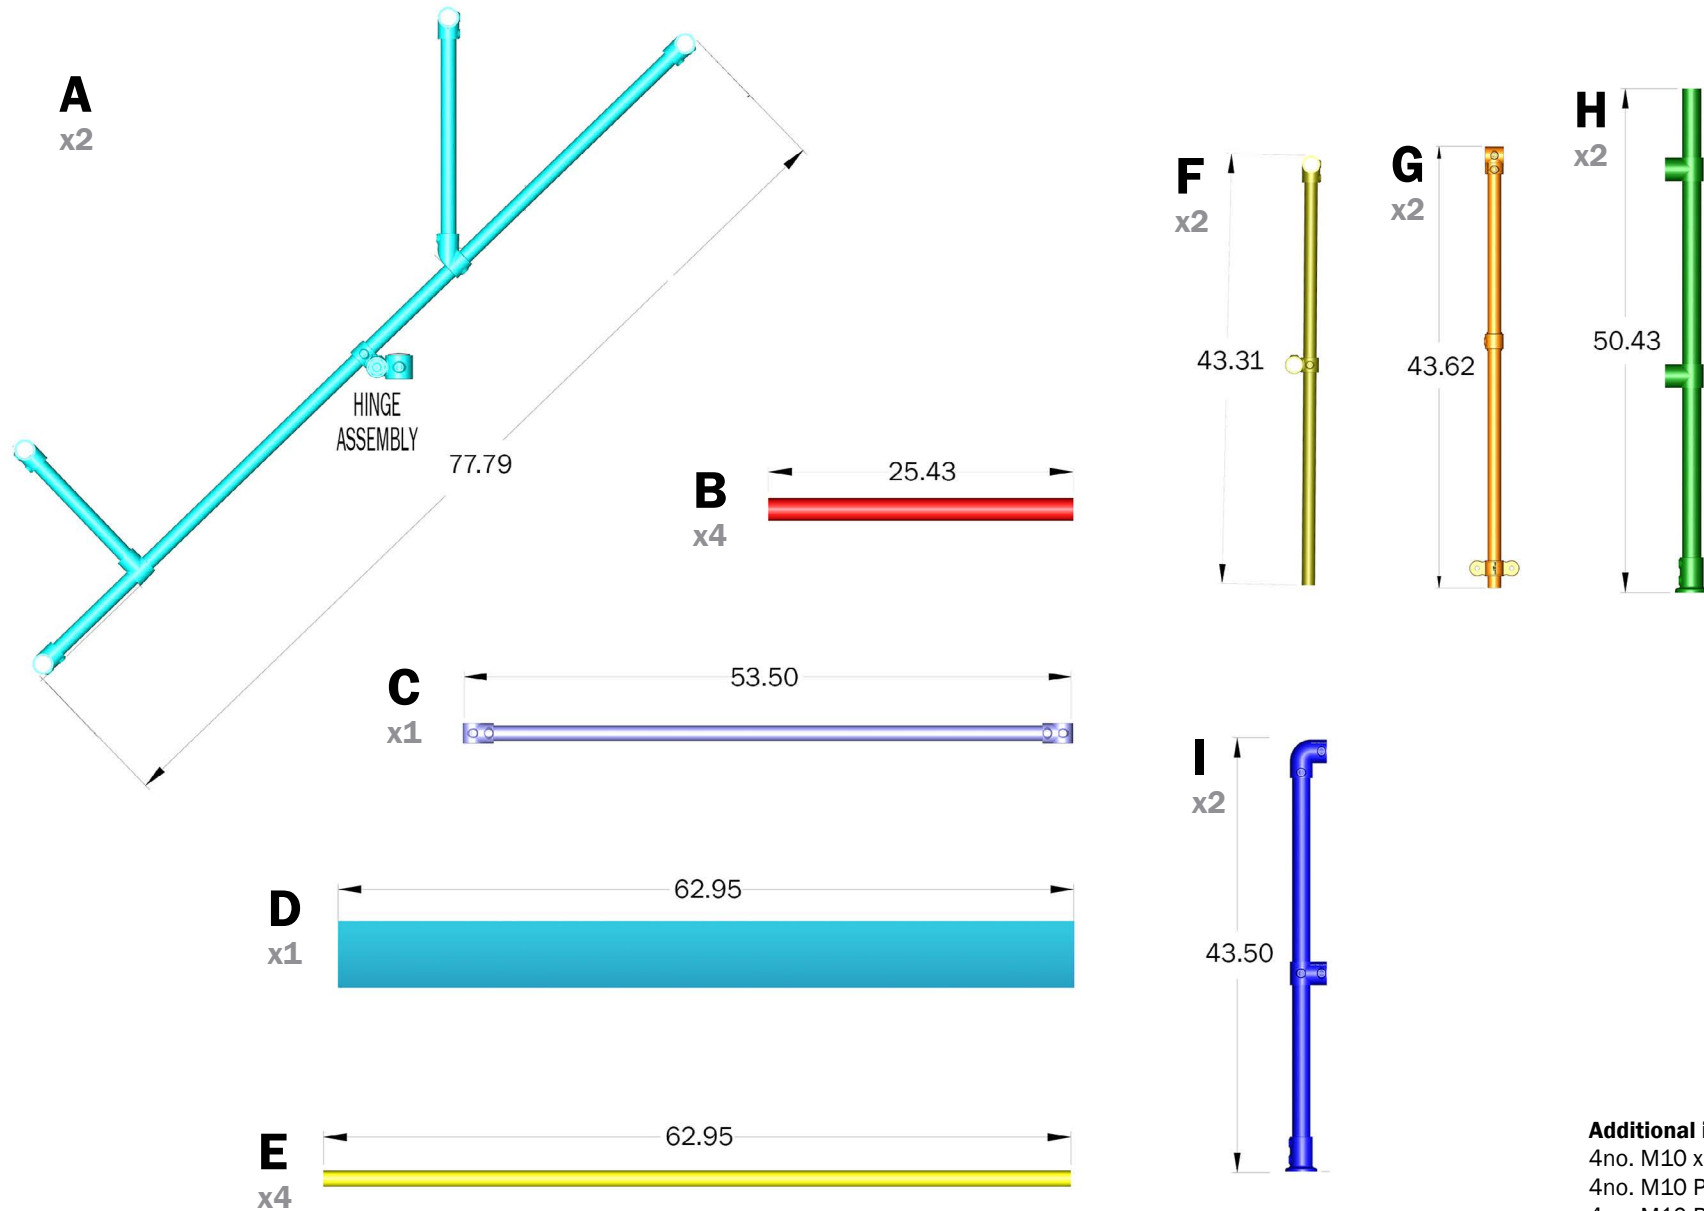 A
x2
HINGE
ASSEMBLY
77.79
B
x4
25.43
C
x1
53.50
D
x1
62.95
E
x4
62.95
F
x2
43.31
G
x2
43.62
H
x2
50.43
I
x2
43.50
Additional
4no. M10 x
4no. M10